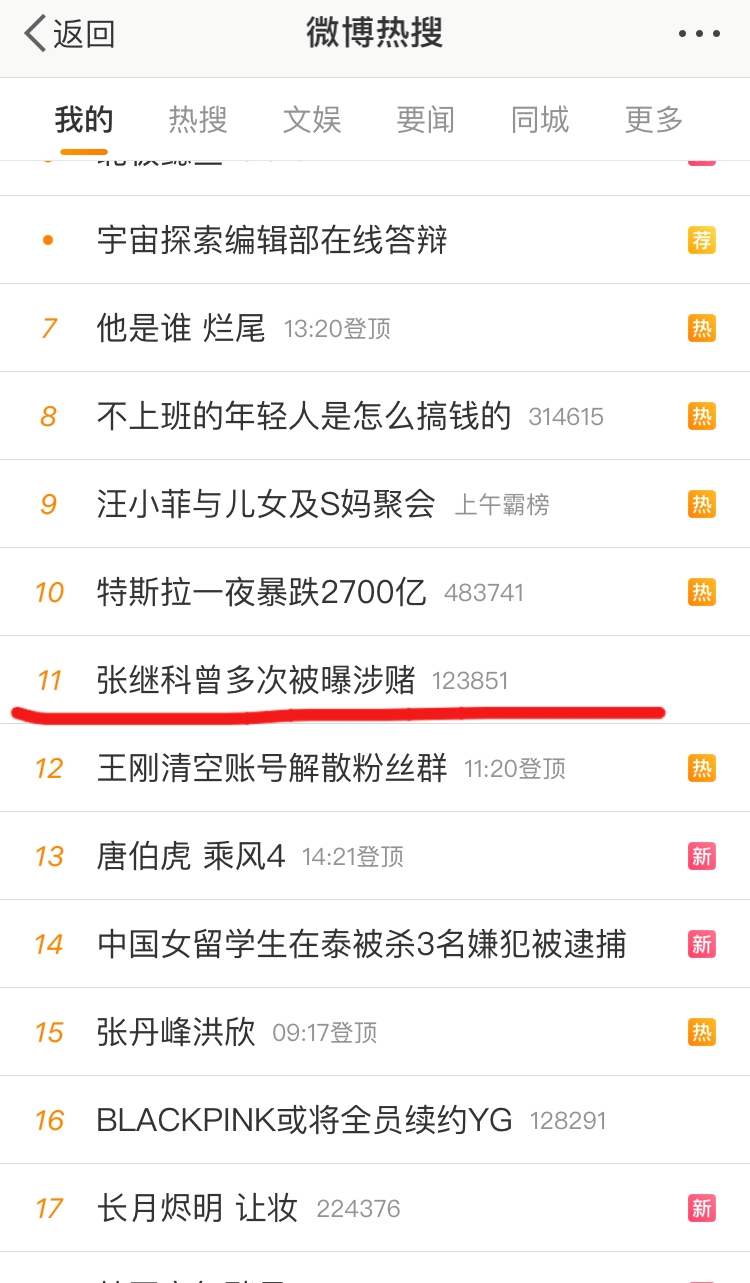 返回 微博热搜
我的 热搜 文娱 要闻 同城 更多
宇宙探索编辑部在线答辩 荐
7 他是谁 烂尾 13:20登顶 热
8 不上班的年轻人是怎么搞钱的 314615 热
9 汪小菲与儿女及S妈聚会 上午霸榜 热
10 特斯拉一夜暴跌2700亿 483741 热
11 张继科曾多次被曝涉赌 123851
12 王刚清空账号解散粉丝群 11:20登顶 热
13 唐伯虎 乘风4 14:21登顶 新
14 中国女留学生在泰被杀3名嫌犯被逮捕 新
15 张丹峰洪欣 09:17登顶 热
16 BLACKPINK或将全员续约YG 128291
17 长月烬明 让妆 224376 新